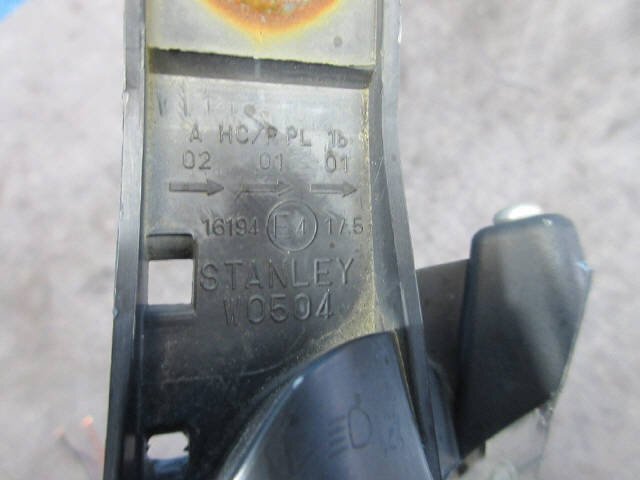 A HC/R PL 1b
02 01 01
16194 E4 17.5
STANLEY
W0504